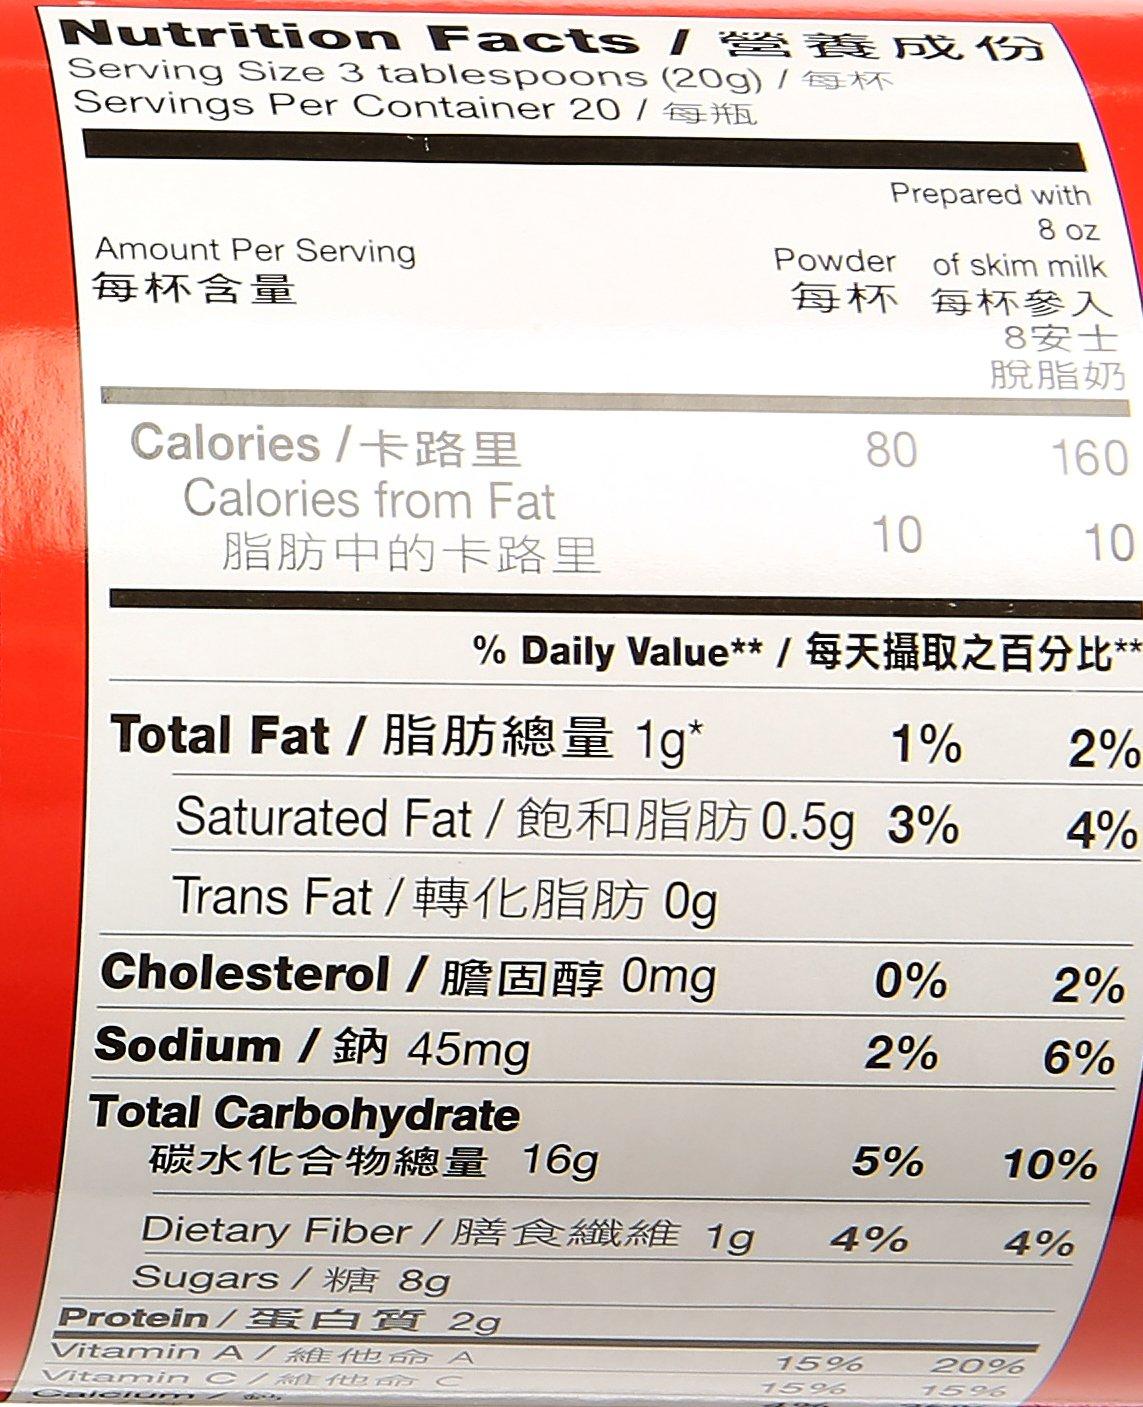 Nutrition Facts / 營養成份
Serving Size 3 tablespoons (20g) / 每杯
Servings Per Container 20 / 每瓶
Prepared with
8 oz
Amount Per Serving Powder of skim milk
每杯含量 每杯 每杯參入
8安士
脫脂奶
Calories / 卡路里 80 160
Calories from Fat
脂肪中的卡路里 10 10
% Daily Value** / 每天攝取之百分比**
Total Fat / 脂肪總量 1g* 1% 2%
Saturated Fat / 飽和脂肪 0.5g 3% 4%
Trans Fat / 轉化脂肪 0g
Cholesterol / 膽固醇 0mg 0% 2%
Sodium / 鈉 45mg 2% 6%
Total Carbohydrate
碳水化合物總量 16g 5% 10%
Dietary Fiber / 膳食纖維 1g 4% 4%
Sugars / 糖 8g
Protein / 蛋白質 2g
Vitamin A / 維他命 A 15% 20%
Vitamin C / 維他命 C 15% 15%
Calcium /